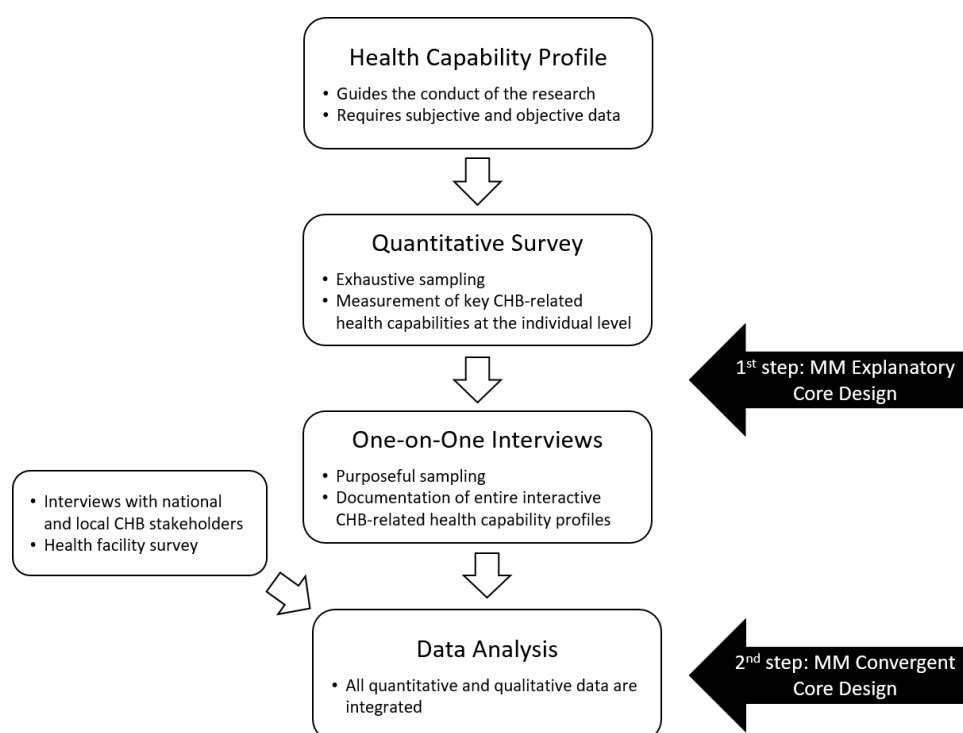 Health Capability Profile
• Guides the conduct of the research
• Requires subjective and objective data
Quantitative Survey
• Exhaustive sampling
• Measurement of key CHB-related
health capabilities at the individual level
1st step: MM Explanatory
Core Design
One-on-One Interviews
• Purposeful sampling
• Documentation of entire interactive
CHB-related health capability profiles
• Interviews with national
and local CHB stakeholders
• Health facility survey
Data Analysis
• All quantitative and qualitative data are
integrated
2nd step: MM Convergent
Core Design